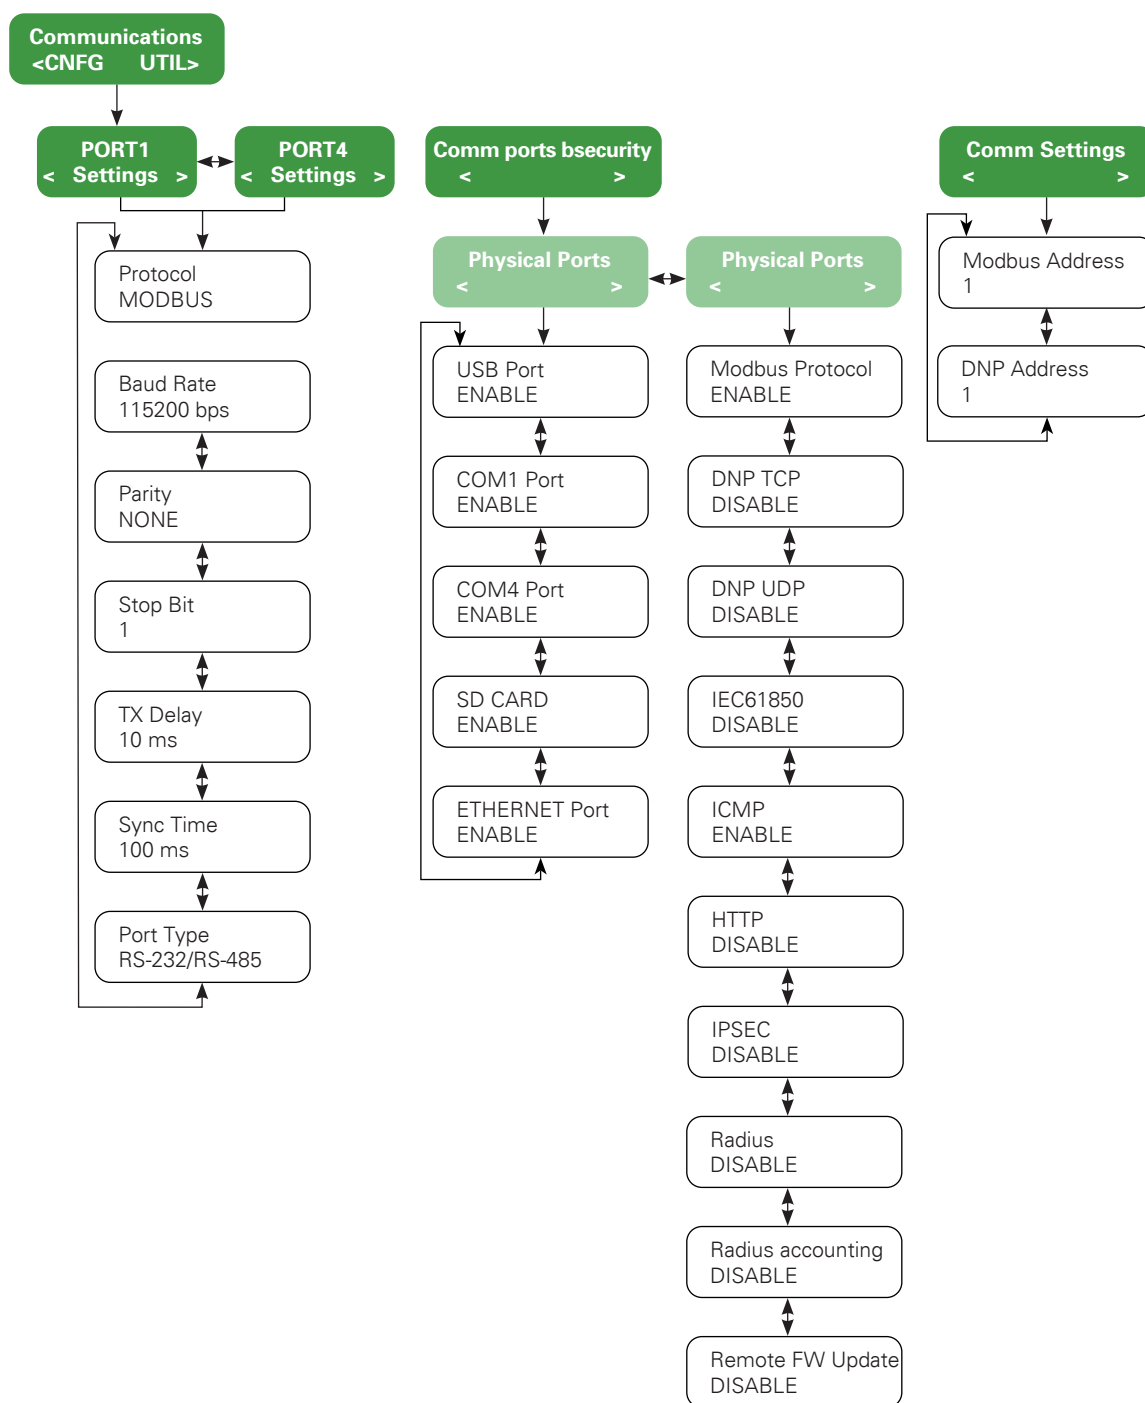 Communications
<CNFG UTIL>
PORT1
< Settings >
PORT4
< Settings >
Protocol
MODBUS
Baud Rate
115200 bps
Parity
NONE
Stop Bit
1
TX Delay
10 ms
Sync Time
100 ms
Port Type
RS-232/RS-485
Comm ports bsecurity
< >
Physical Ports
< >
USB Port
ENABLE
COM1 Port
ENABLE
COM4 Port
ENABLE
SD CARD
ENABLE
ETHERNET Port
ENABLE
Physical Ports
< >
Modbus Protocol
ENABLE
DNP TCP
DISABLE
DNP UDP
DISABLE
IEC61850
DISABLE
ICMP
ENABLE
HTTP
DISABLE
IPSEC
DISABLE
Radius
DISABLE
Radius accounting
DISABLE
Remote FW Update
DISABLE
Comm Settings
< >
Modbus Address
1
DNP Address
1